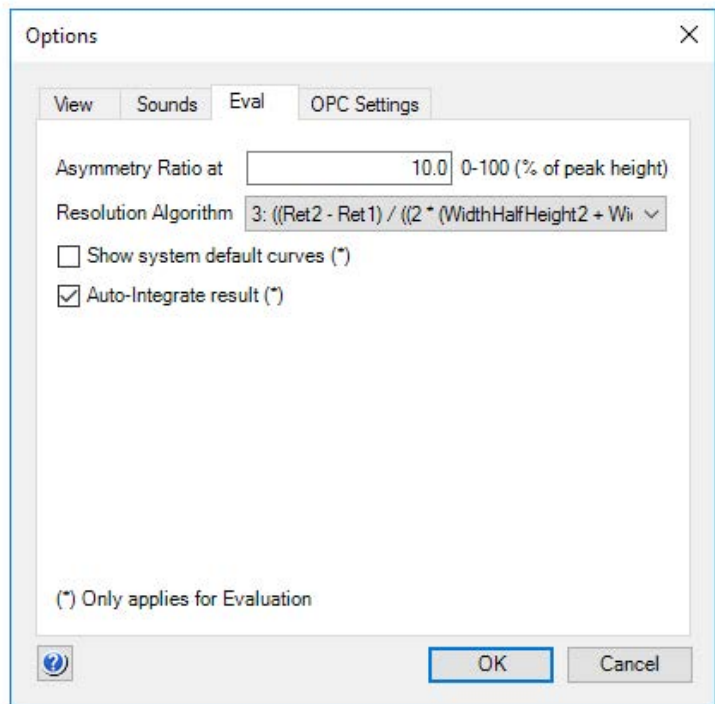 Options
View Sounds Eval OPC Settings
Asymmetry Ratio at 10.0 0-100 (% of peak height)
Resolution Algorithm 3: ((Ret2 - Ret1) / ((2 * (WidthHalfHeight2 + Wi
Show system default curves (*)
Auto-Integrate result (*)
(*) Only applies for Evaluation
OK Cancel